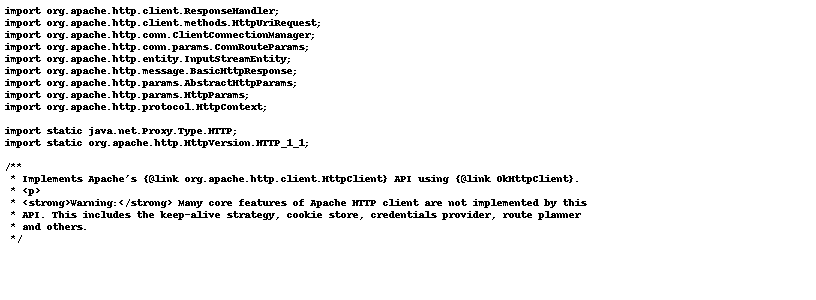 import org.apache.http.client.ResponseHandler;
import org.apache.http.client.methods.HttpUriRequest;
import org.apache.http.conn.ClientConnectionManager;
import org.apache.http.conn.params.ConnRouteParams;
import org.apache.http.entity.InputStreamEntity;
import org.apache.http.message.BasicHttpResponse;
import org.apache.http.params.AbstractHttpParams;
import org.apache.http.params.HttpParams;
import org.apache.http.protocol.HttpContext;

import static java.net.Proxy.Type.HTTP;
import static org.apache.http.HttpVersion.HTTP_1_1;

/**
 * Implements Apache's {@link org.apache.http.client.HttpClient} API using {@link OkHttpClient}.
 * <p>
 * <strong>Warning:</strong> Many core features of Apache HTTP client are not implemented by this
 * API. This includes the keep-alive strategy, cookie store, credentials provider, route planner
 * and others.
 */